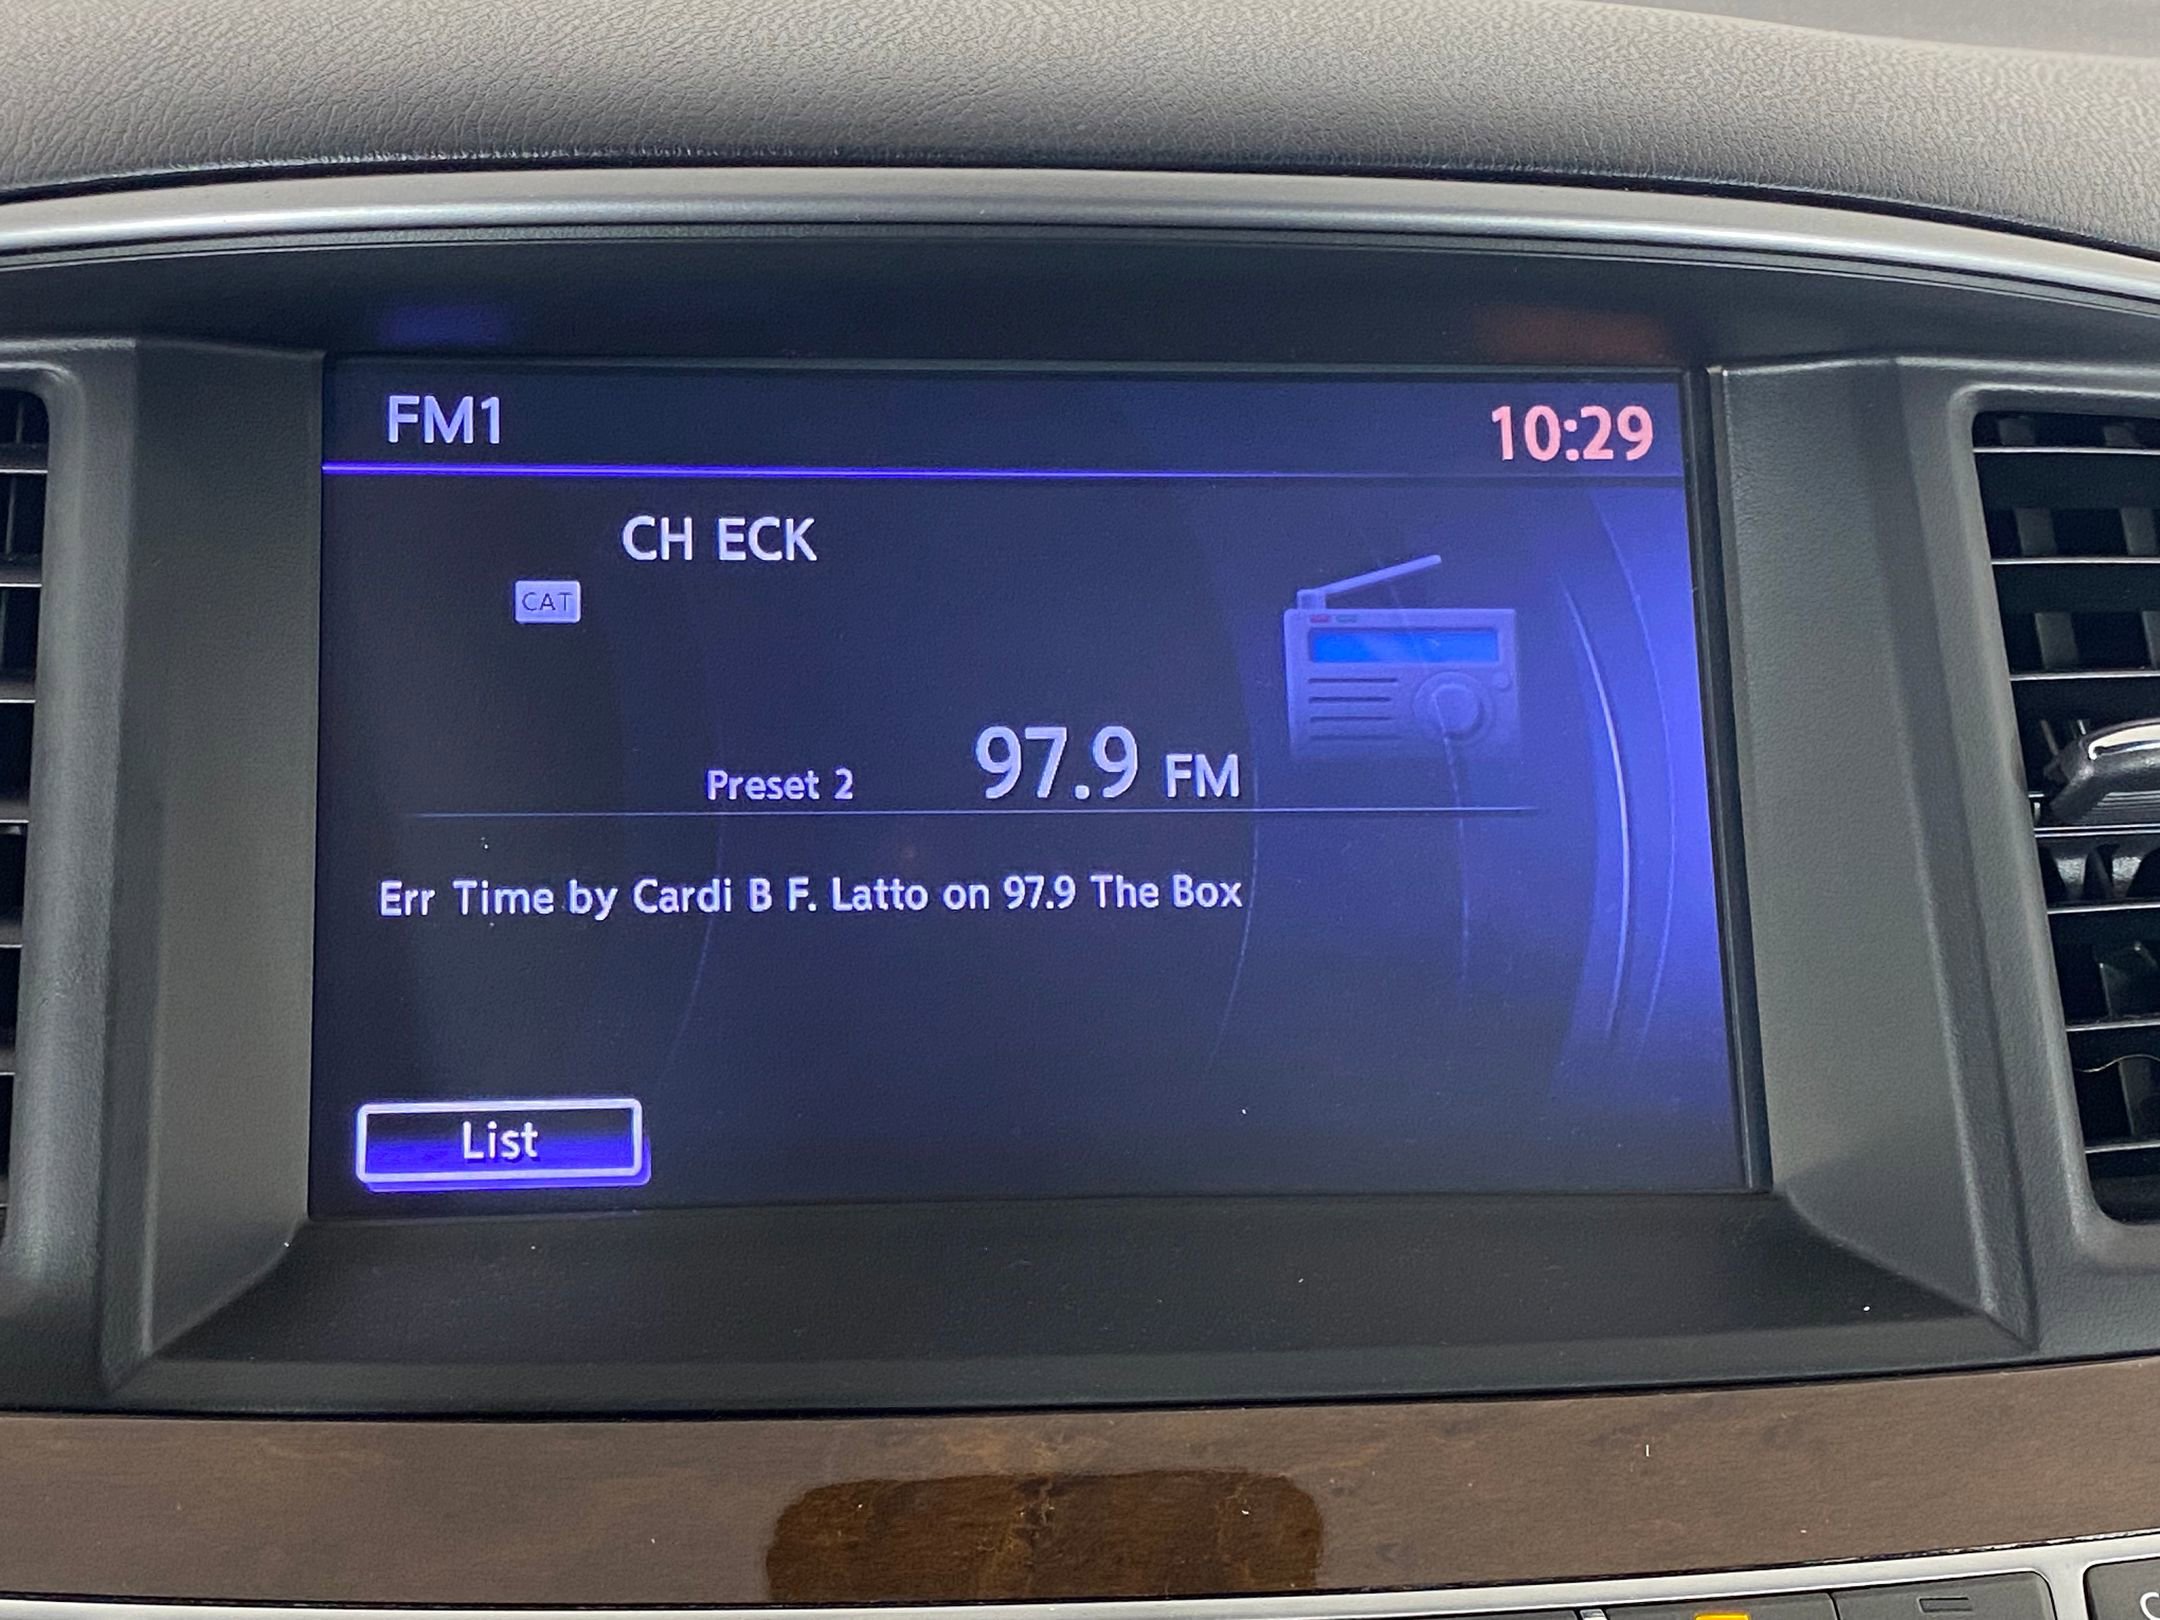 FM1
10:29
CH ECK
CAT
Preset 2
97.9 FM
Err Time by Cardi B F. Latto on 97.9 The Box
List